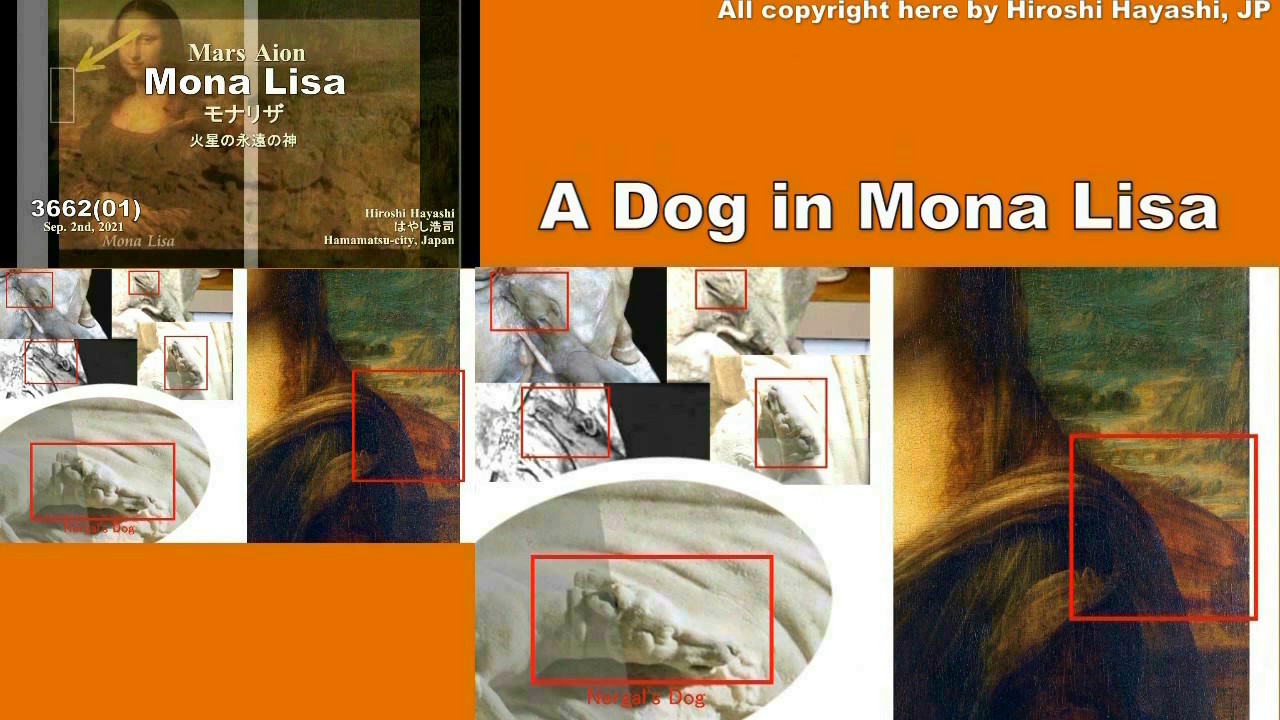 All copyright here by Hiroshi Hayashi, JP
Mars Aion
Mona Lisa
モナリザ
火星の永遠の神
3662(01)
Sep. 2nd, 2021
Mona Lisa
Hiroshi Hayashi
はやし浩司
Hamamatsu-city, Japan
A Dog in Mona Lisa
Nergal's Dog
Nergal's Dog